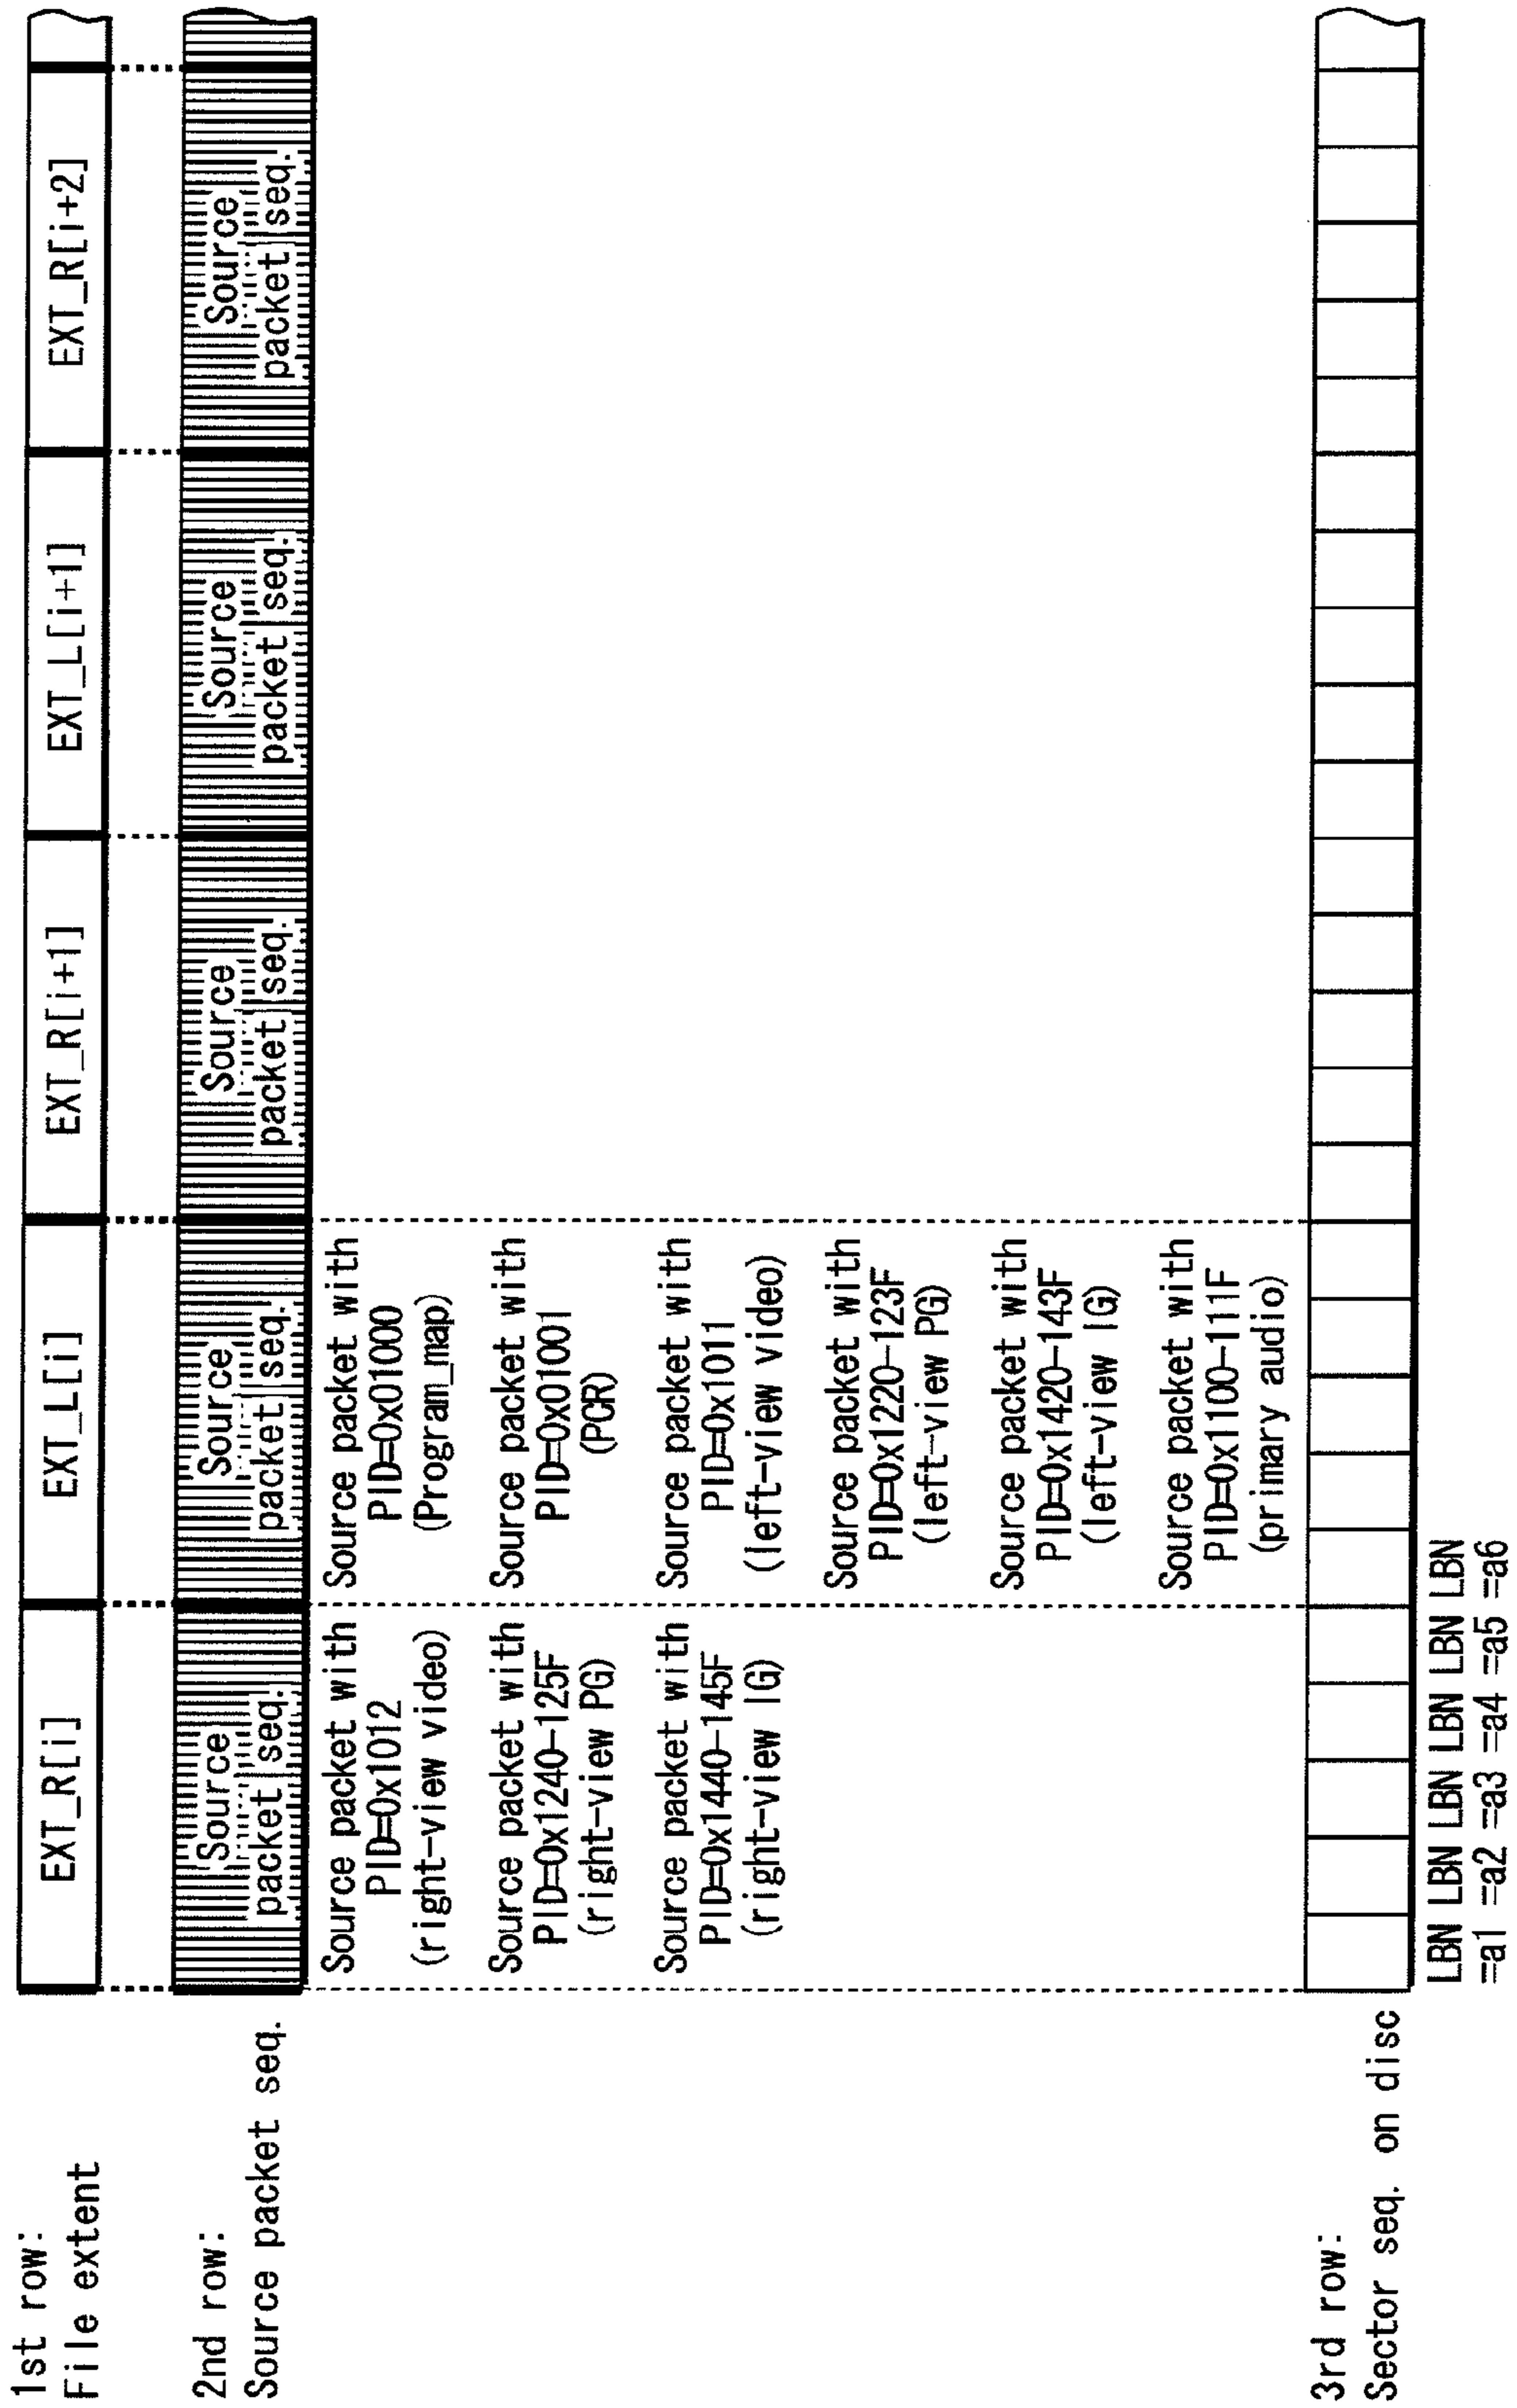 1st row:
File extent
EXT_R[i]
EXT_L[i]
EXT_R[i+1]
EXT_L[i+1]
EXT_R[i+2]
2nd row:
Source packet seq.
Source
packet seq.
Source
packet seq.
Source
packet seq.
Source
packet seq.
Source
packet seq.
Source packet with
PID=0x1012
(right-view video)
Source packet with
PID=0x1240-125F
(right-view PG)
Source packet with
PID=0x1440-145F
(right-view IG)
Source packet with
PID=0x01000
(Program_map)
Source packet with
PID=0x01001
(PCR)
Source packet with
PID=0x1011
(left-view video)
Source packet with
PID=0x1220-123F
(left-view PG)
Source packet with
PID=0x1420-143F
(left-view IG)
Source packet with
PID=0x1100-111F
(primary audio)
3rd row:
Sector seq. on disc
LBN LBN LBN LBN LBN LBN
=a1 =a2 =a3 =a4 =a5 =a6